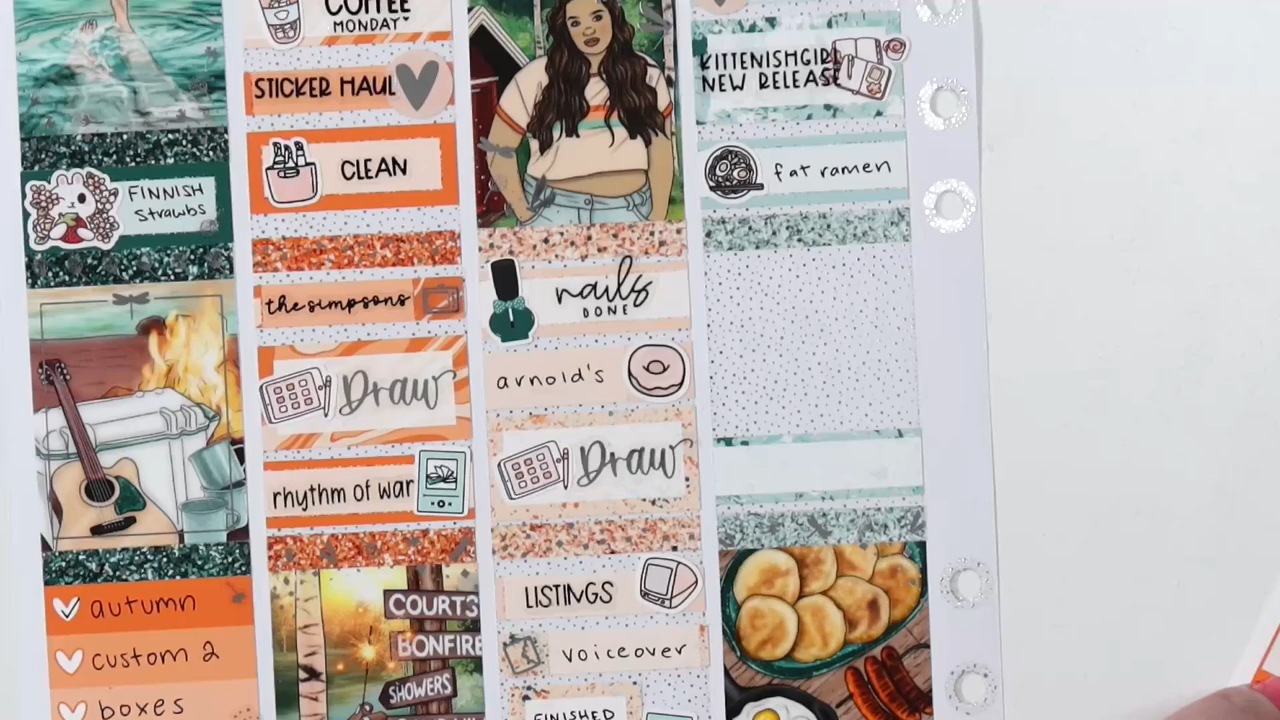 FINNISH
Strawbs
autumn
custom 2
boxes
COFFEE
MONDAY
STICKER HAUL
CLEAN
the simpsons
Draw
rhythm of war
COURTS
BONFIRE
SHOWERS
nails
DONE
arnold's
Draw
LISTINGS
voiceover
FINISHED
KITTENISHGIRL
NEW RELEASE
fat ramen